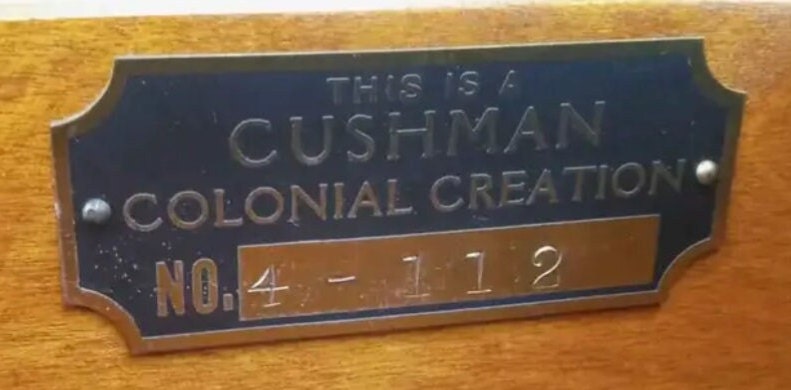 THIS IS A
CUSHMAN
COLONIAL CREATION
NO. 4-112